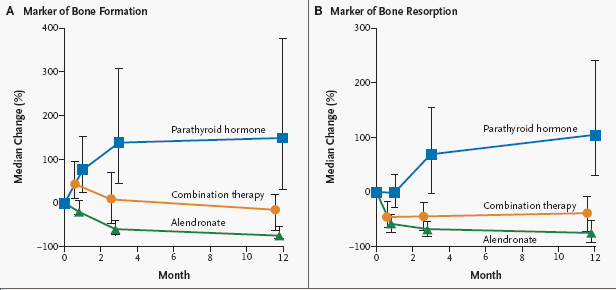 A Marker of Bone Formation
400
300
200
100
0
−100
Median Change (%)
Parathyroid hormone
Combination therapy
Alendronate
0 2 4 6 8 10 12
Month
B Marker of Bone Resorption
300
200
100
0
−100
Median Change (%)
Parathyroid hormone
Combination therapy
Alendronate
0 2 4 6 8 10 12
Month